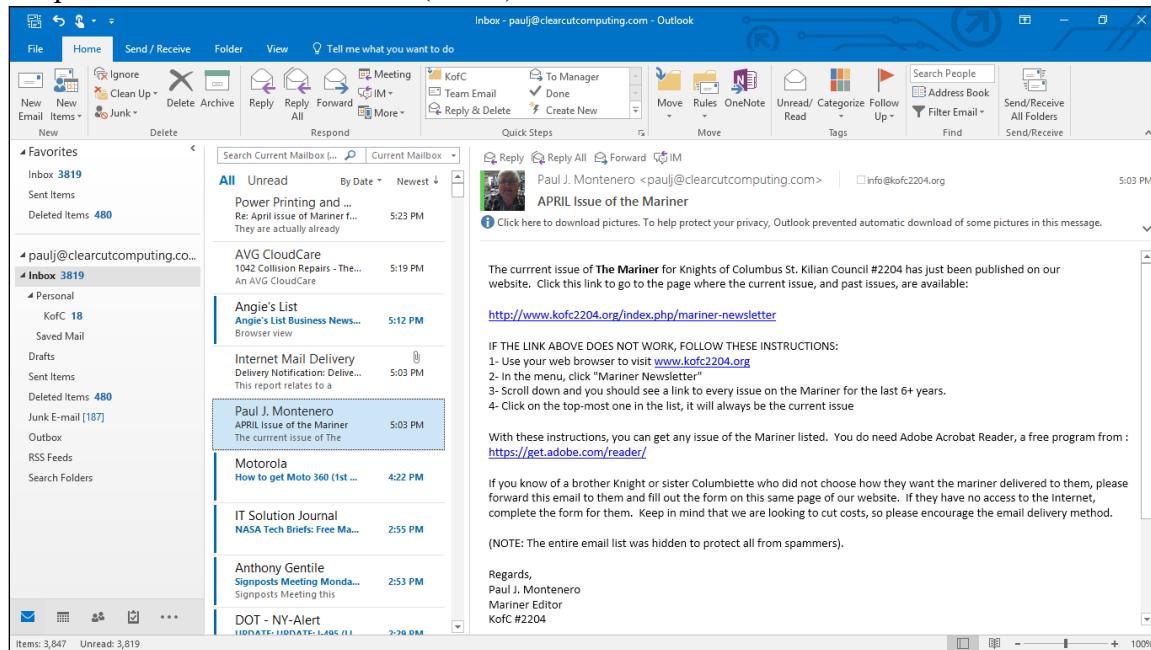 Inbox - paulj@clearcutcomputing.com - Outlook
File Home Send / Receive Folder View Tell me what you want to do
New Email
New Items
Ignore
Clean Up
Junk
Delete
Archive
Reply
Reply All
Forward
Meeting
IM
More
KofC
Team Email
Reply & Delete
To Manager
Done
Create New
Move
Rules
OneNote
Unread/ Read
Categorize
Follow Up
Search People
Address Book
Filter Email
Send/Receive All Folders
New Delete Respond Quick Steps Move Tags Find Send/Receive
Favorites
Inbox 3819
Sent Items
Deleted Items 480
paulj@clearcutcomputing.co...
Inbox 3819
Personal
KofC 18
Saved Mail
Drafts
Sent Items
Deleted Items 480
Junk E-mail [187]
Outbox
RSS Feeds
Search Folders
Search Current Mailbox (... Current Mailbox
All Unread By Date Newest ↓
Power Printing and ...
Re: April issue of Mariner f... 5:23 PM
They are actually already
AVG CloudCare
1042 Collision Repairs - The... 5:19 PM
An AVG CloudCare
Angie's List
Angie's List Business News... 5:12 PM
Browser view
Internet Mail Delivery
Delivery Notification: Delive... 5:03 PM
This report relates to a
Paul J. Montenero
APRIL Issue of the Mariner 5:03 PM
The currrent issue of The
Motorola
How to get Moto 360 (1st ... 4:22 PM
IT Solution Journal
NASA Tech Briefs: Free Ma... 2:55 PM
Anthony Gentile
Signposts Meeting Monda... 2:53 PM
Signposts Meeting this
DOT - NY-Alert
UPDATE: UPDATE: I-495 (LI 2:29 PM
Reply Reply All Forward IM
Paul J. Montenero <paulj@clearcutcomputing.com> info@kofc2204.org 5:03 PM
APRIL Issue of the Mariner
Click here to download pictures. To help protect your privacy, Outlook prevented automatic download of some pictures in this message.
The currrent issue of The Mariner for Knights of Columbus St. Kilian Council #2204 has just been published on our
website. Click this link to go to the page where the current issue, and past issues, are available:
http://www.kofc2204.org/index.php/mariner-newsletter
IF THE LINK ABOVE DOES NOT WORK, FOLLOW THESE INSTRUCTIONS:
1- Use your web browser to visit www.kofc2204.org
2- In the menu, click "Mariner Newsletter"
3- Scroll down and you should see a link to every issue on the Mariner for the last 6+ years.
4- Click on the top-most one in the list, it will always be the current issue
With these instructions, you can get any issue of the Mariner listed. You do need Adobe Acrobat Reader, a free program from :
https://get.adobe.com/reader/
If you know of a brother Knight or sister Columbiette who did not choose how they want the mariner delivered to them, please
forward this email to them and fill out the form on this same page of our website. If they have no access to the Internet,
complete the form for them. Keep in mind that we are looking to cut costs, so please encourage the email delivery method.
(NOTE: The entire email list was hidden to protect all from spammers).
Regards,
Paul J. Montenero
Mariner Editor
KofC #2204
Items: 3,847 Unread: 3,819 100%